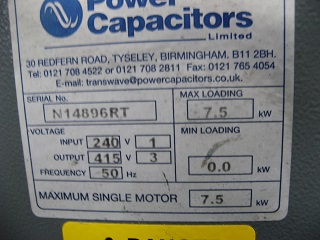 Power
Capacitors
Limited
30 REDFERN ROAD, TYSELEY, BIRMINGHAM. B11 2BH.
Tel: 0121 708 4522 or 0121 708 2811 Fax: 0121 765 4054
E-mail: transwave@powercapacitors.co.uk
SERIAL No. MAX LOADING
N14896RT 7.5 kW
VOLTAGE MIN LOADING
INPUT 240 V 1
OUTPUT 415 V 3 0.0 kW
FREQUENCY 50 Hz
MAXIMUM SINGLE MOTOR 7.5 kW